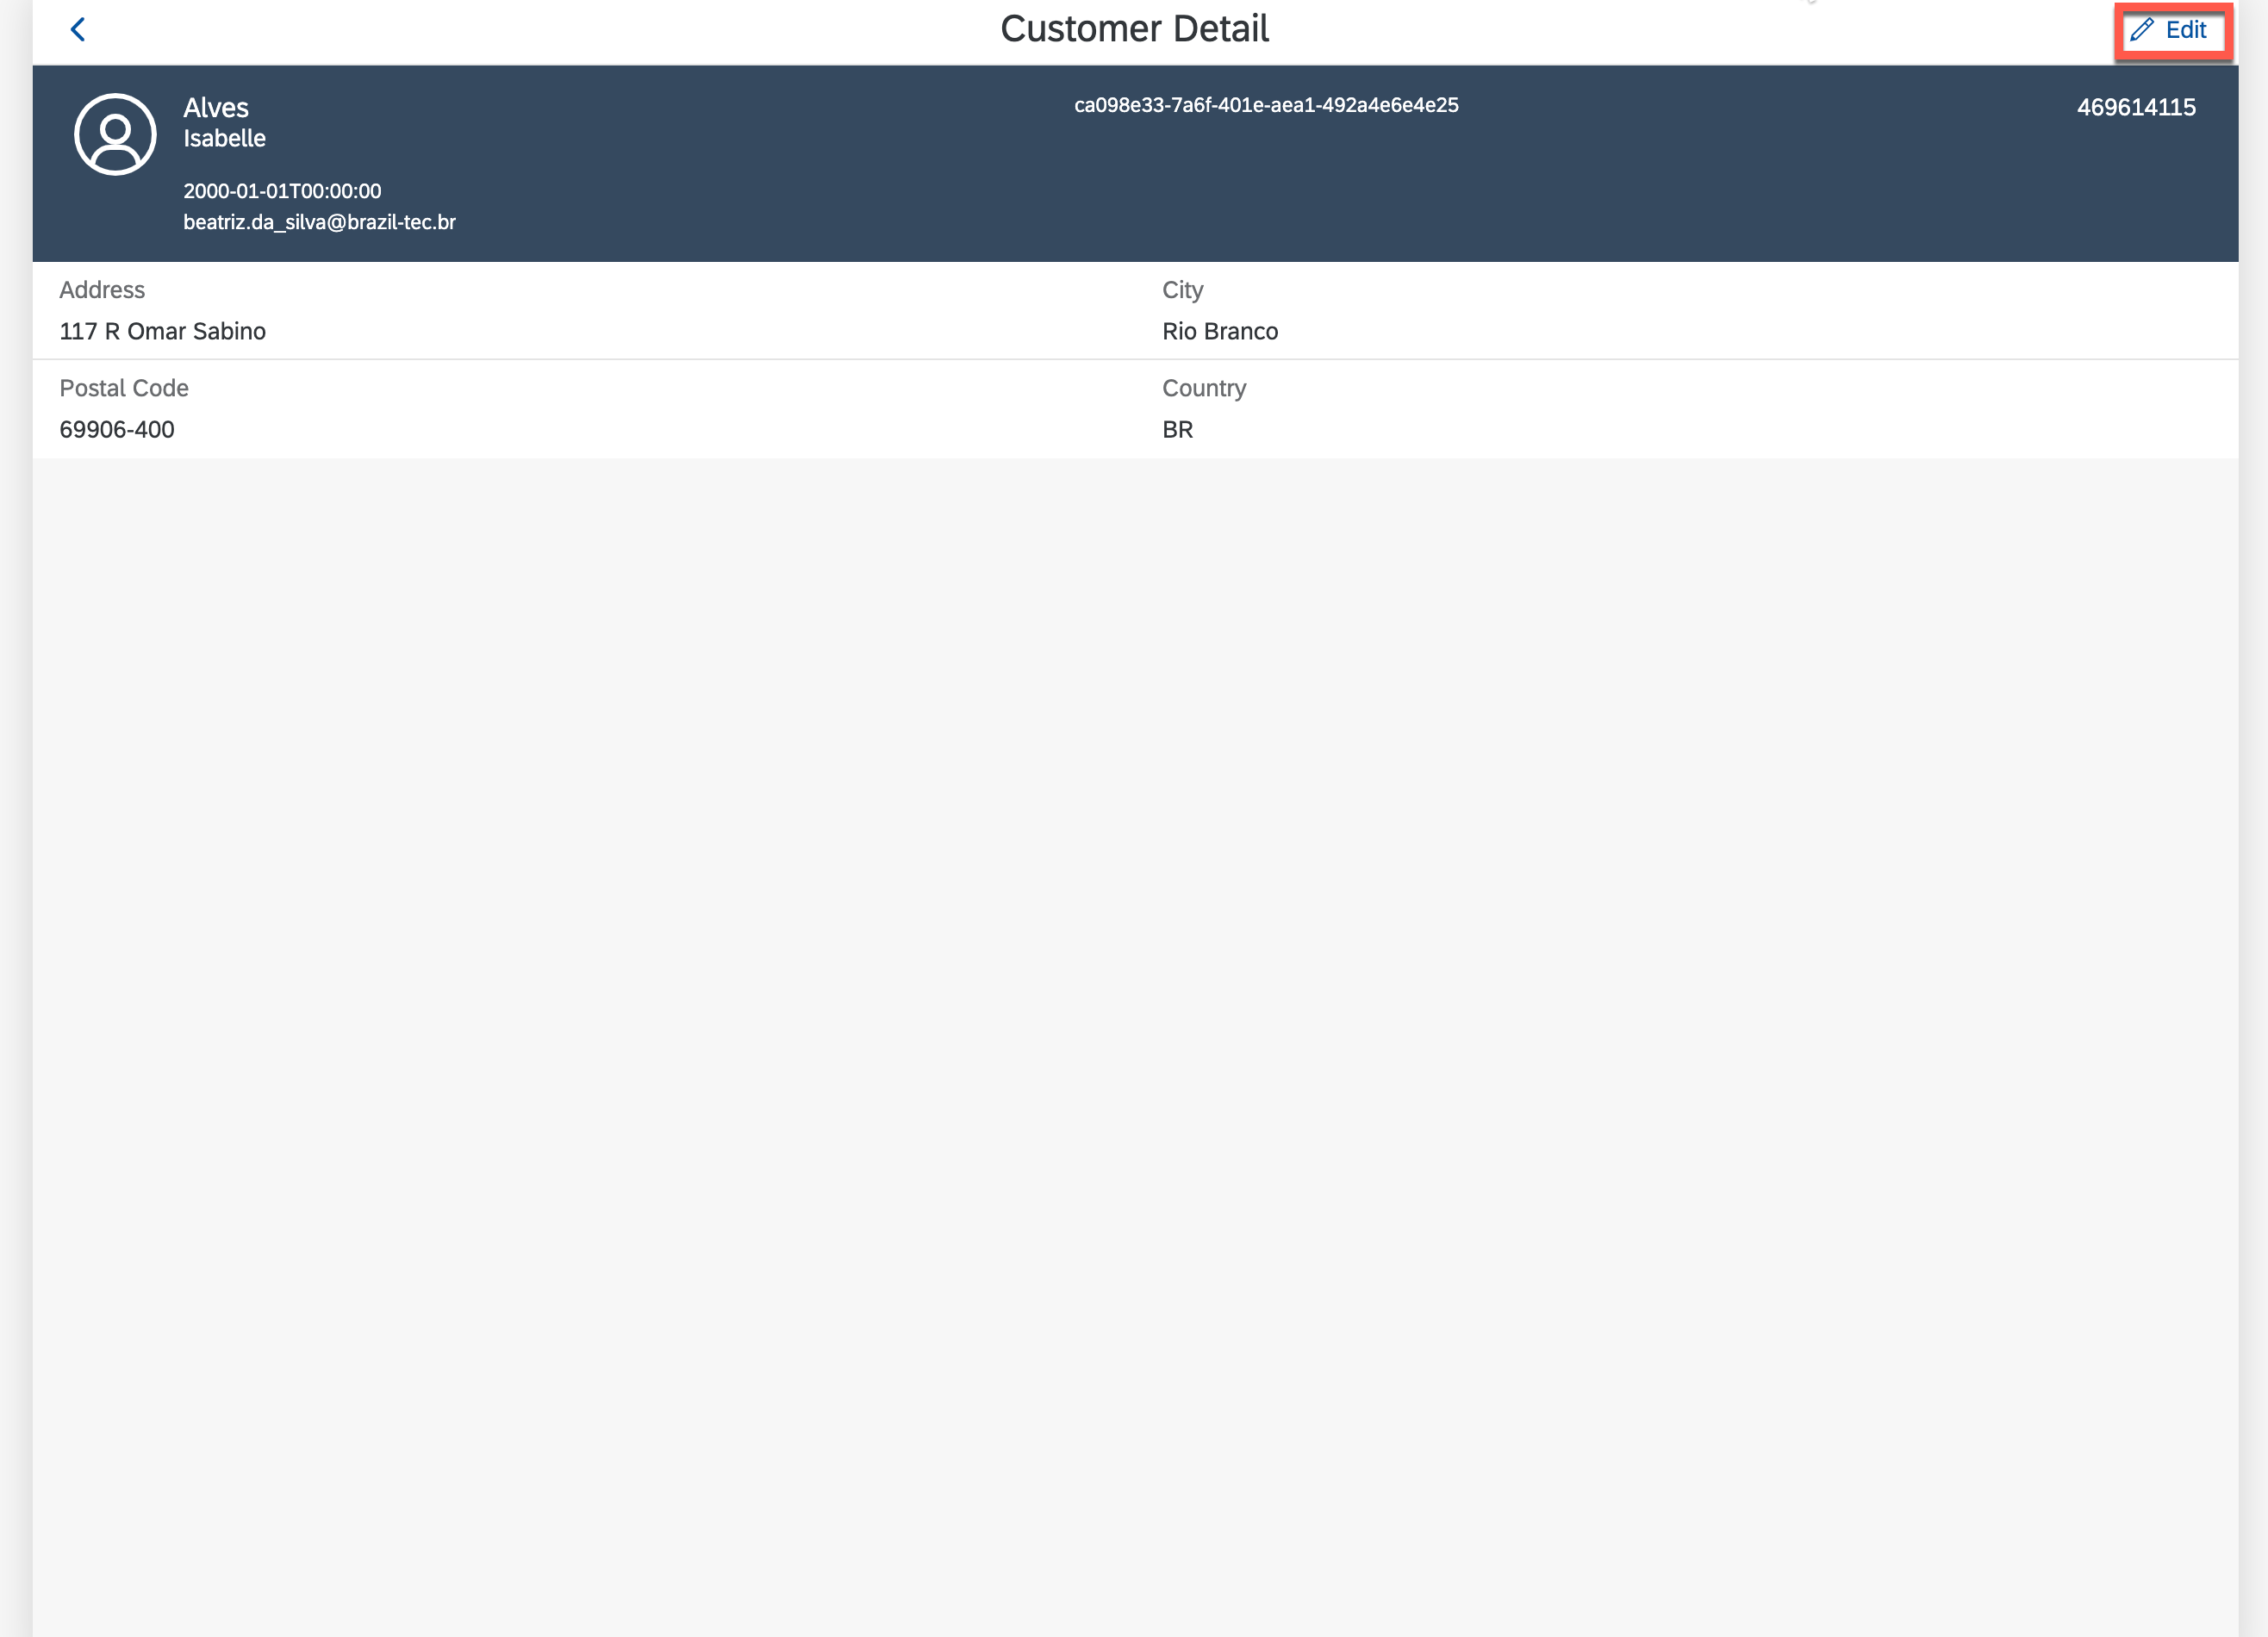 Customer Detail
Edit
Alves
Isabelle
2000-01-01T00:00:00
beatriz.da_silva@brazil-tec.br
ca098e33-7a6f-401e-aea1-492a4e6e4e25
469614115
Address
117 R Omar Sabino
City
Rio Branco
Postal Code
69906-400
Country
BR